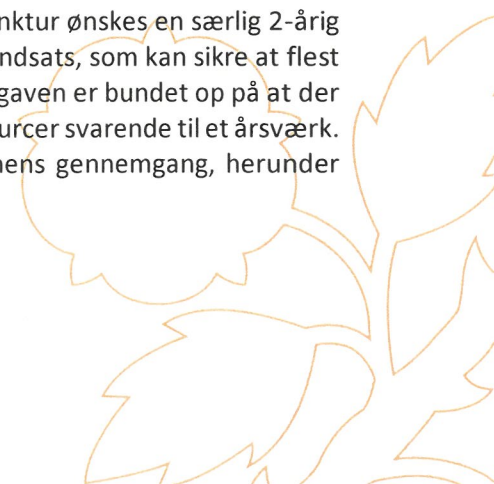 nktur ønskes en særlig 2-årig
ndsats, som kan sikre at flest
gaven er bundet op på at der
urcer svarende til et årsværk.
nens gennemgang, herunder